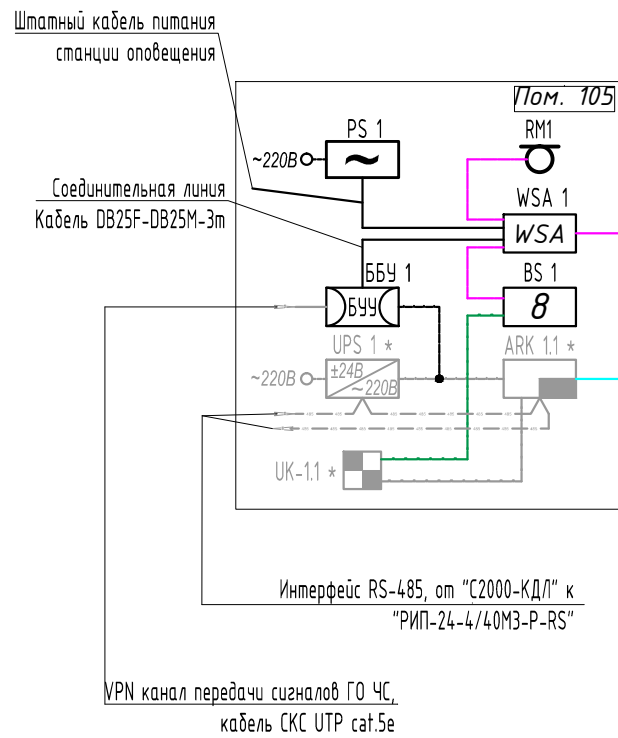 Штатный кабель питания
станции оповещения
Пом. 105
PS 1
RM1
~220В
~
Соединительная линия
Кабель DB25F-DB25M-3m
WSA 1
WSA
ББУ 1
BS 1
БУУ
8
UPS 1 *
ARK 1.1 *
~220В
±24В
~220В
UK-1.1 *
Интерфейс RS-485, от "С2000-КДЛ" к
"РИП-24-4/40М3-Р-RS"
VPN канал передачи сигналов ГО ЧС,
кабель СКС UTP cat.5e